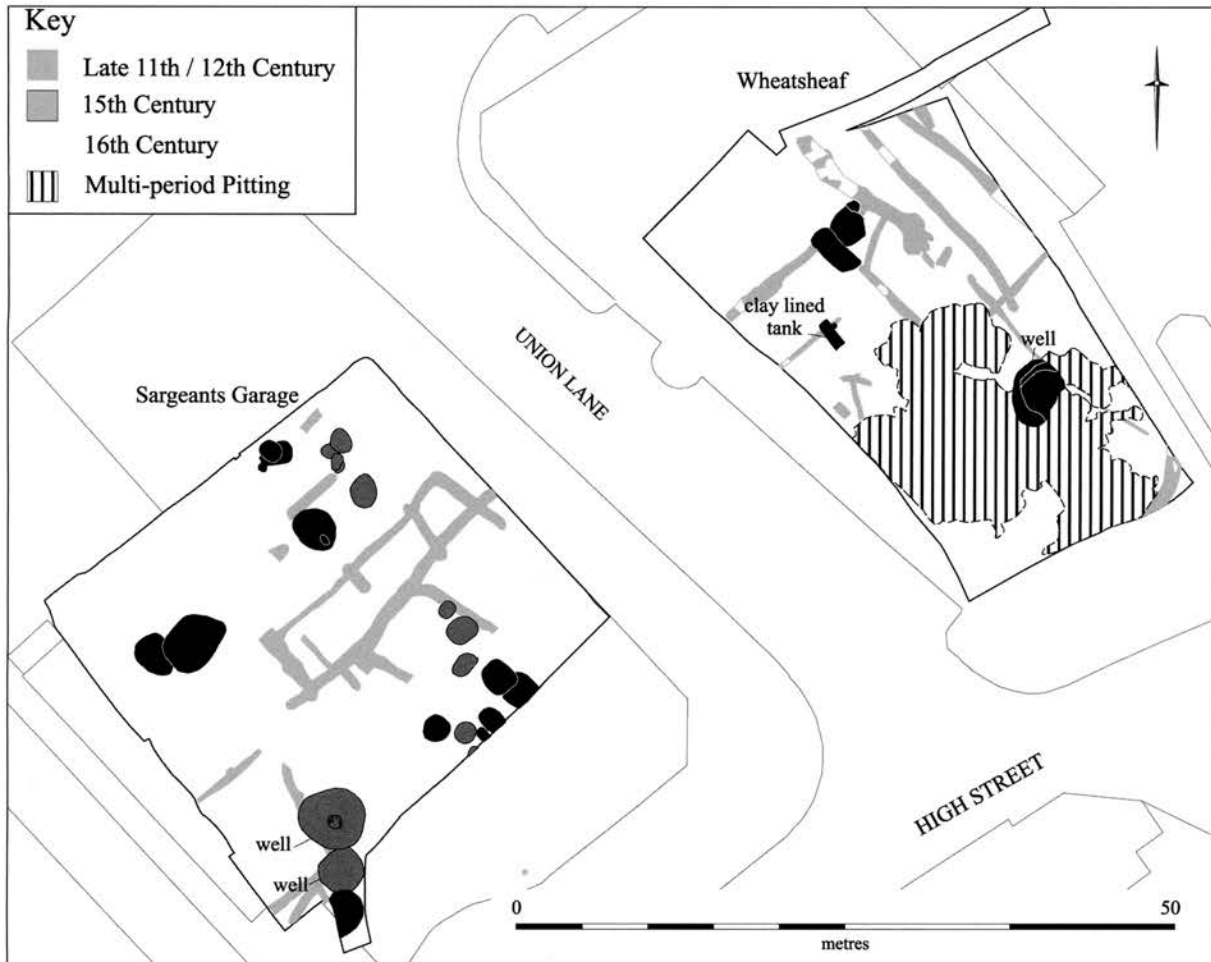 Key
Late 11th / 12th Century
15th Century
16th Century
Multi-period Pitting
Wheatsheaf
clay lined
tank
well
UNION LANE
Sargeants Garage
HIGH STREET
well
well
0
50
metres